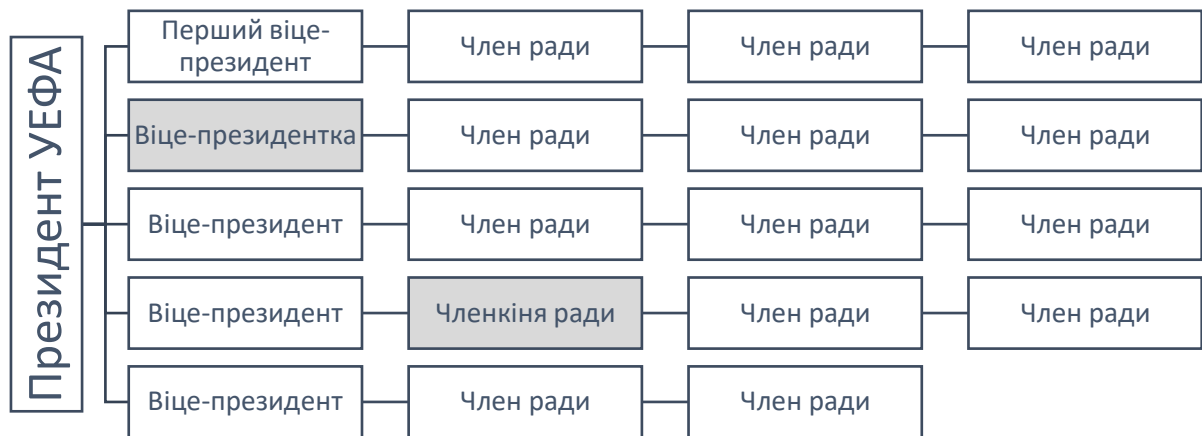 Президент УЕФА
Перший віце-
президент
Член ради
Член ради
Член ради
Віце-президентка
Член ради
Член ради
Член ради
Віце-президент
Член ради
Член ради
Член ради
Віце-президент
Членкіня ради
Член ради
Член ради
Віце-президент
Член ради
Член ради